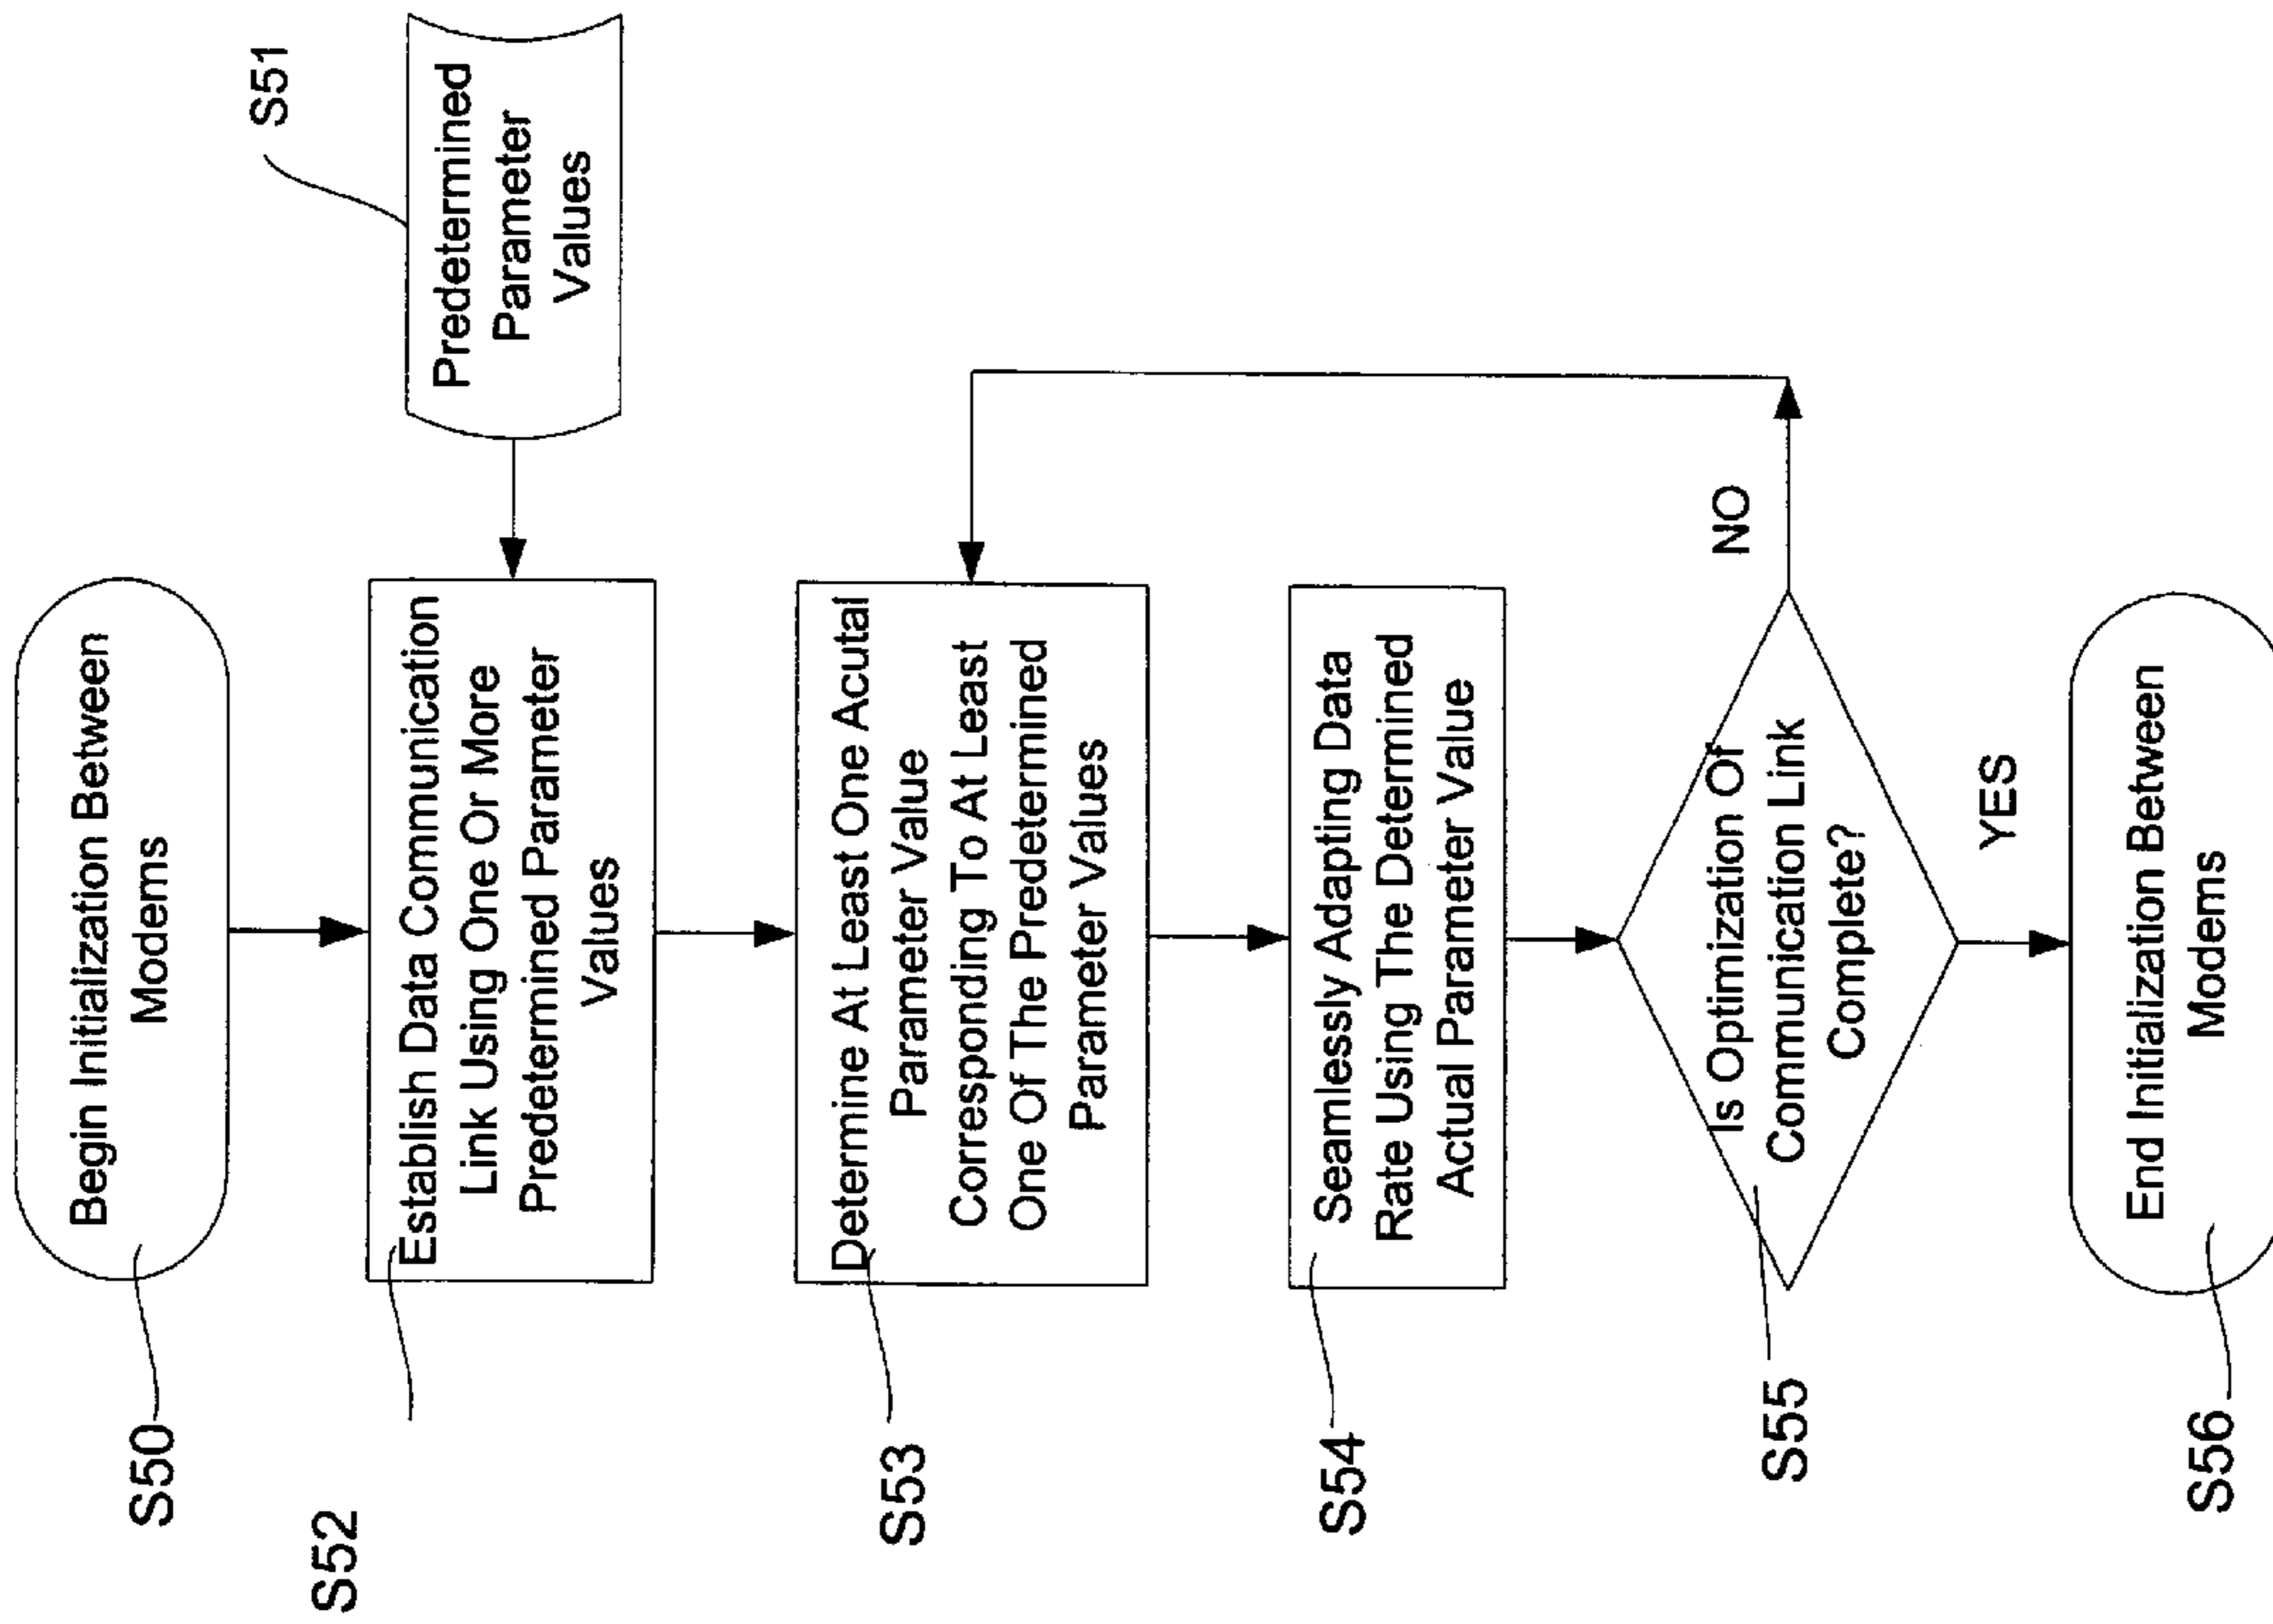 S50
Begin Initialization Between
Modems
S51
Predetermined
Parameter
Values
S52
Establish Data Communication
Link Using One Or More
Predetermined Parameter
Values
S53
Determine At Least One Acutal
Parameter Value
Corresponding To At Least
One Of The Predetermined
Parameter Values
S54
Seamlessly Adapting Data
Rate Using The Determined
Actual Parameter Value
S55
Is Optimization Of
Communication Link
Complete?
NO
YES
S56
End Initialization Between
Modems